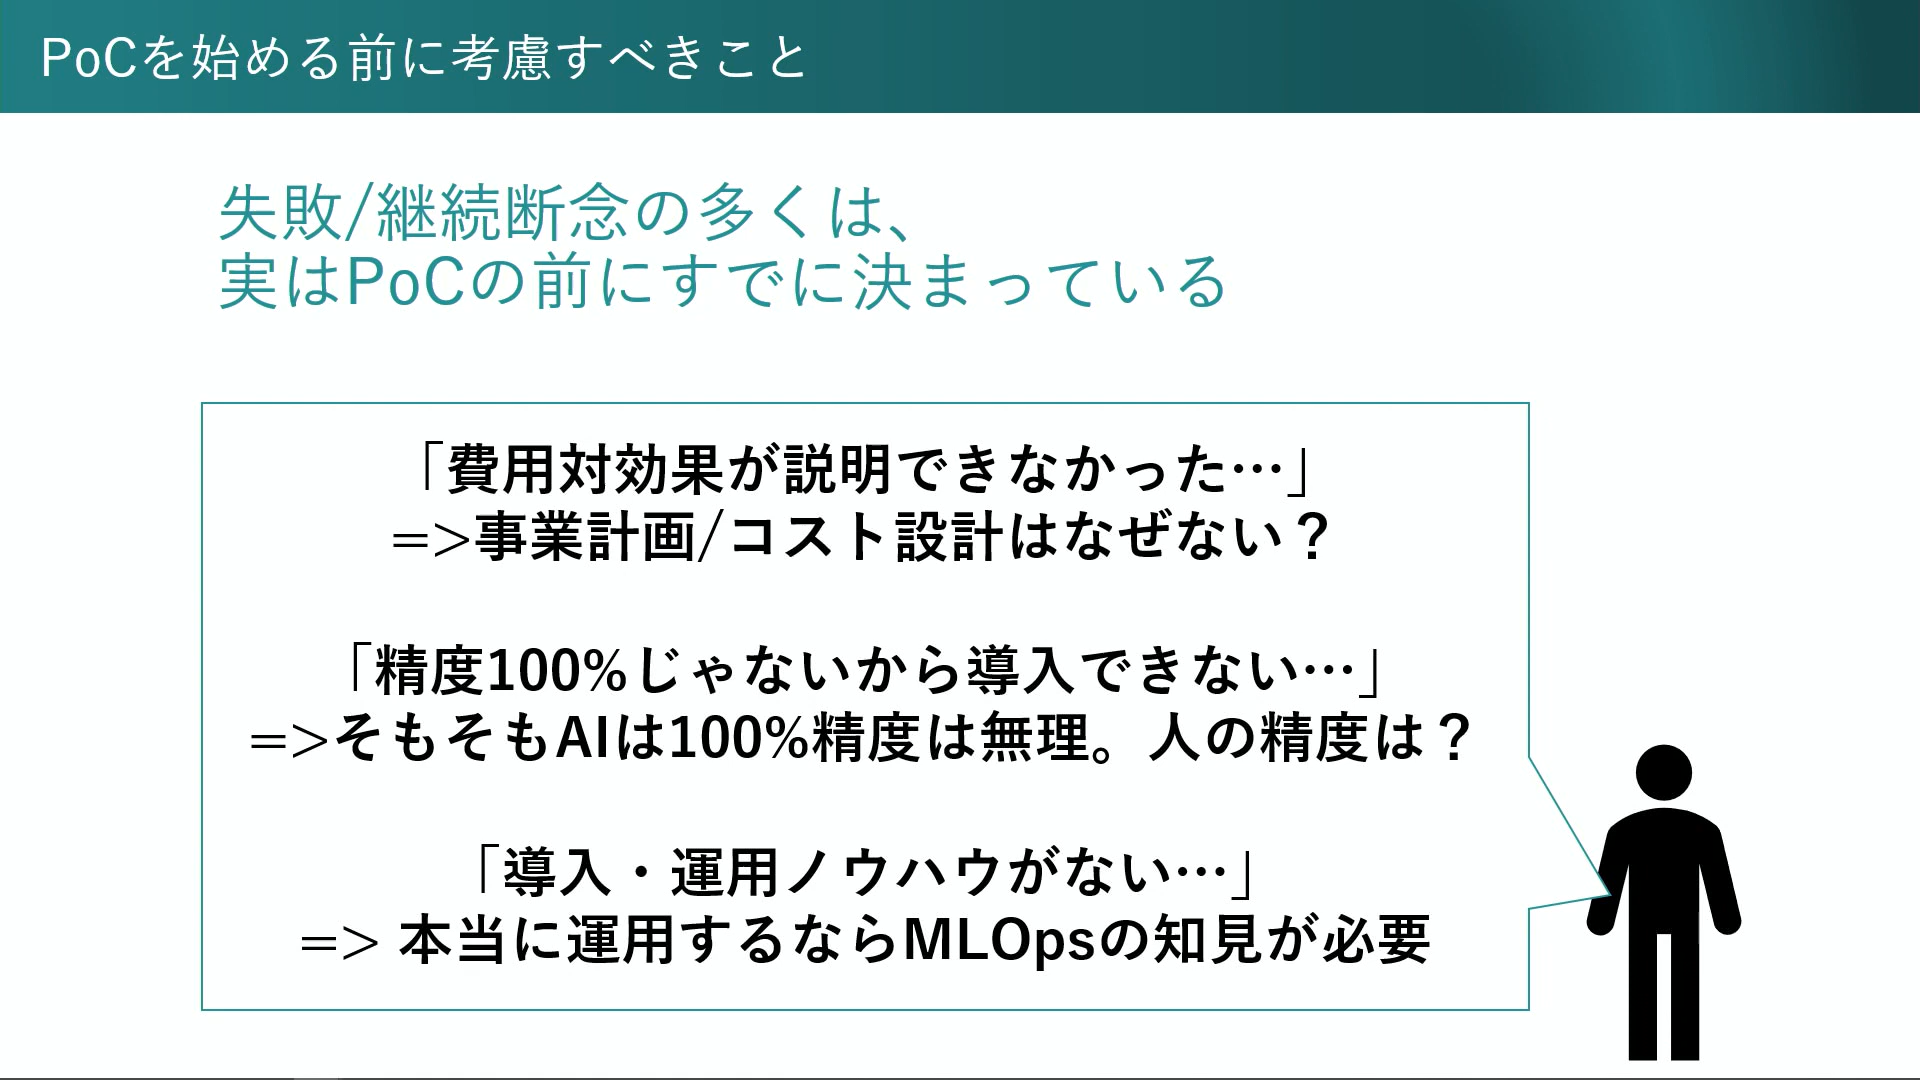 PoCを始める前に考慮すべきこと
失敗/継続断念の多くは、
実はPoCの前にすでに決まっている
「費用対効果が説明できなかった…」
=>事業計画/コスト設計はなぜない？
「精度100%じゃないから導入できない…」
=>そもそもAIは100%精度は無理。人の精度は？
「導入・運用ノウハウがない…」
=> 本当に運用するならMLOpsの知見が必要